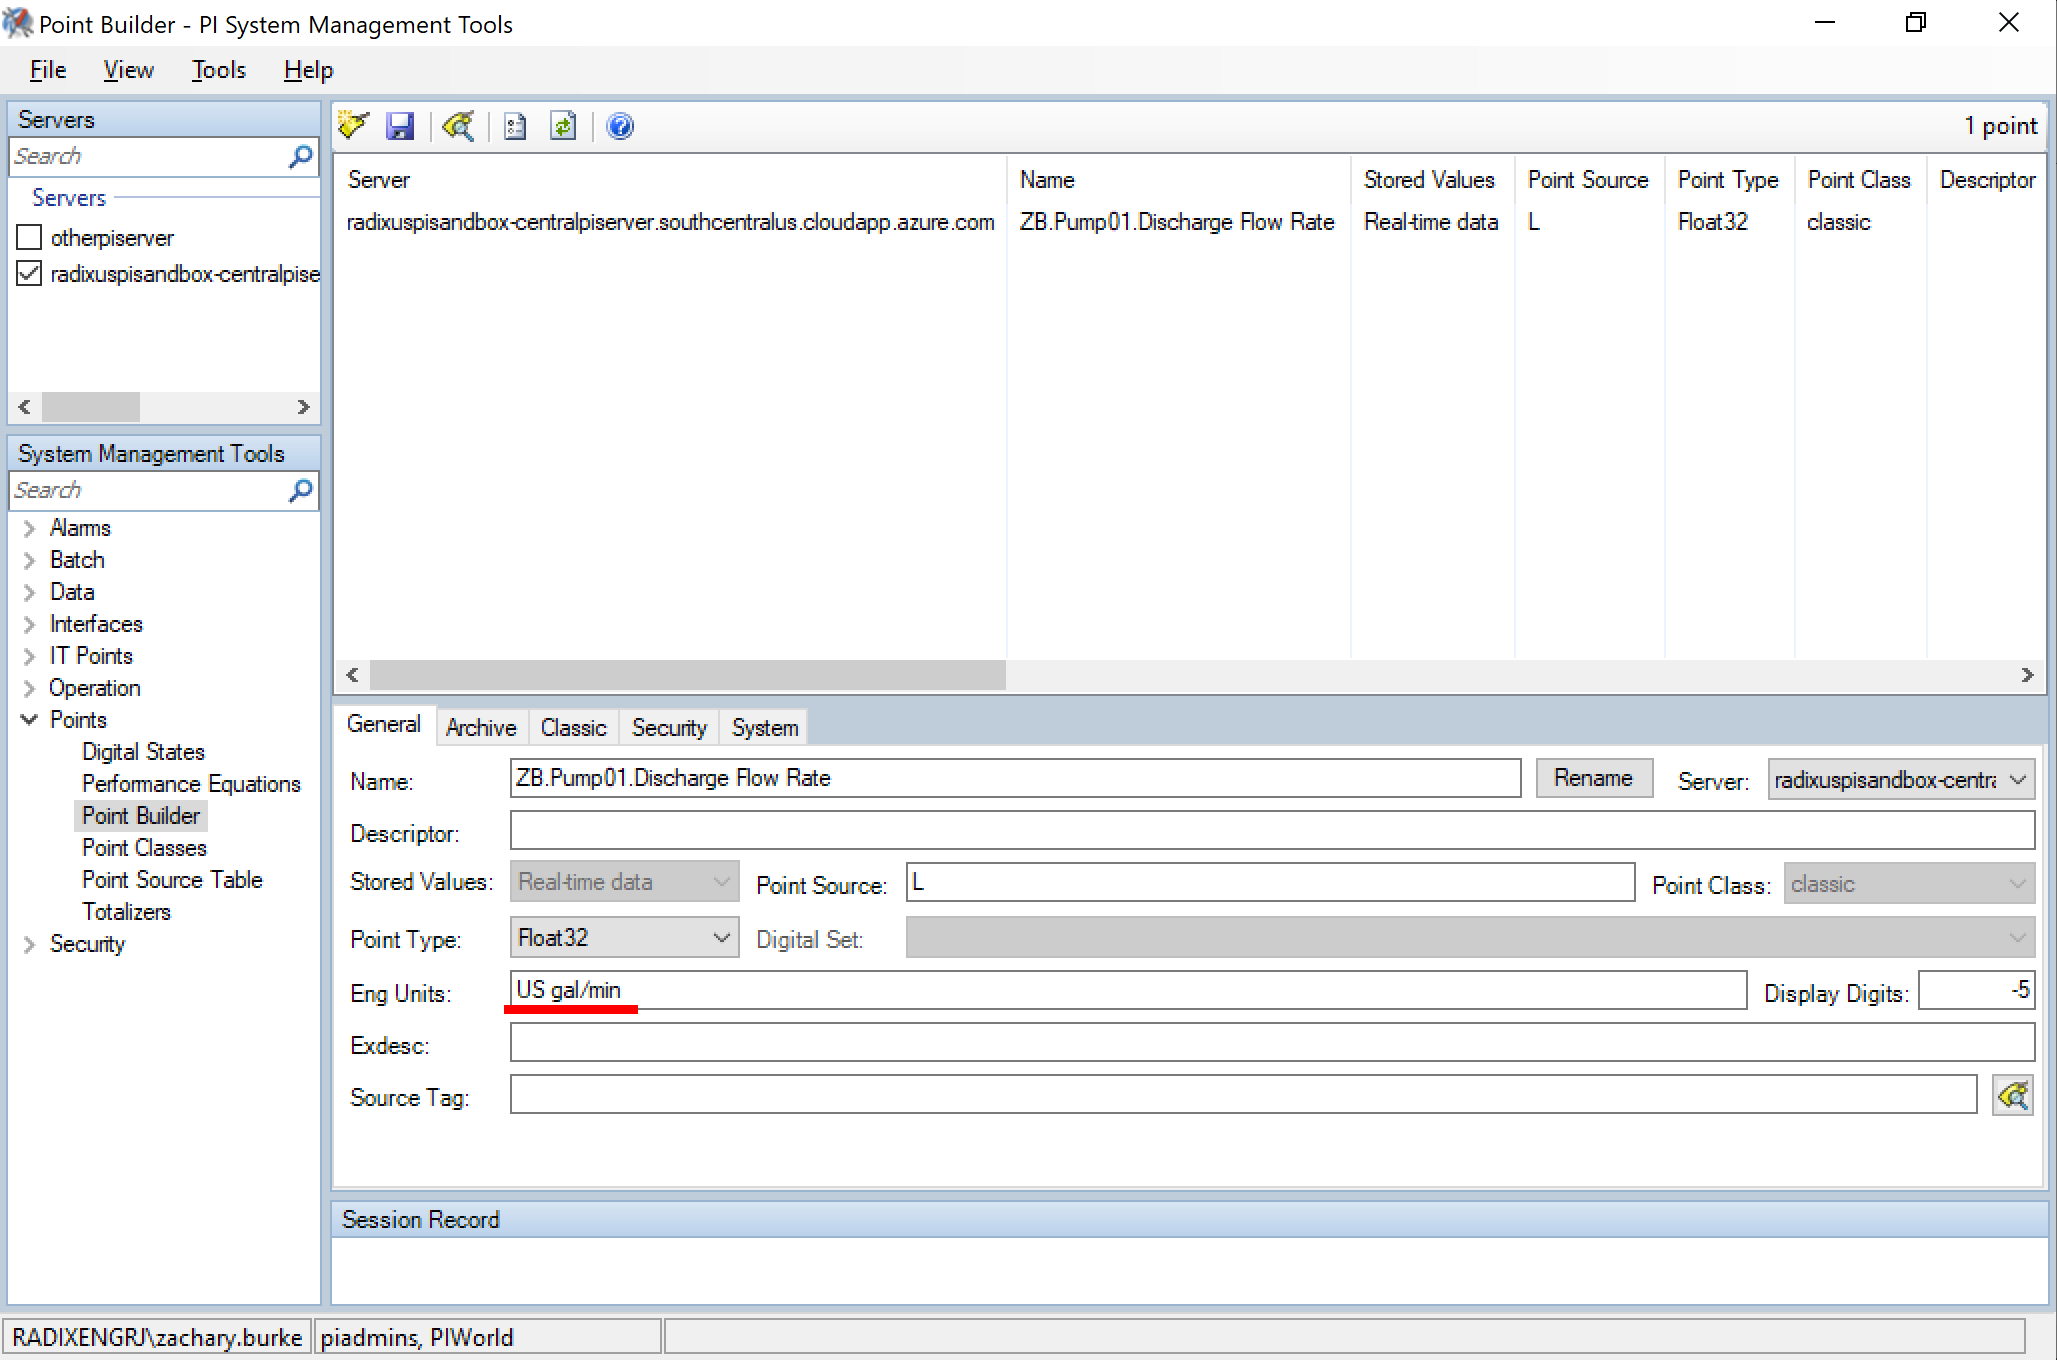 Point Builder - PI System Management Tools
File View Tools Help
Servers
Search
Servers
otherpiserver
radixuspisandbox-centralpise
System Management Tools
Search
Alarms
Batch
Data
Interfaces
IT Points
Operation
Points
Digital States
Performance Equations
Point Builder
Point Classes
Point Source Table
Totalizers
Security
1 point
Server Name Stored Values Point Source Point Type Point Class Descriptor
radixuspisandbox-centralpiserver.southcentralus.cloudapp.azure.com ZB.Pump01.Discharge Flow Rate Real-time data L Float32 classic
General Archive Classic Security System
Name: ZB.Pump01.Discharge Flow Rate Rename Server: radixuspisandbox-centra
Descriptor:
Stored Values: Real-time data Point Source: L Point Class: classic
Point Type: Float32 Digital Set:
Eng Units: US gal/min Display Digits: -5
Exdesc:
Source Tag:
Session Record
RADIXENGRJ\zachary.burke piadmins, PIWorld